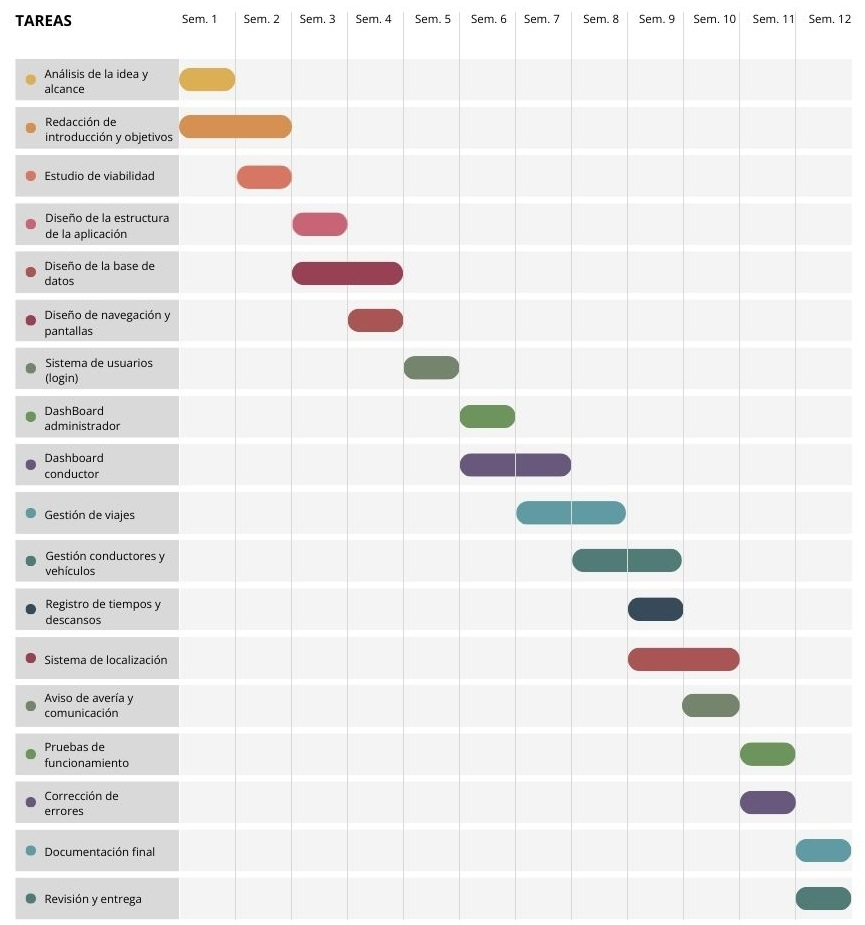 TAREAS Sem. 1 Sem. 2 Sem. 3 Sem. 4 Sem. 5 Sem. 6 Sem. 7 Sem. 8 Sem. 9 Sem. 10 Sem. 11 Sem. 12
Análisis de la idea y
alcance
Redacción de
introducción y objetivos
Estudio de viabilidad
Diseño de la estructura
de la aplicación
Diseño de la base de
datos
Diseño de navegación y
pantallas
Sistema de usuarios
(login)
DashBoard
administrador
Dashboard
conductor
Gestión de viajes
Gestión conductores y
vehículos
Registro de tiempos y
descansos
Sistema de localización
Aviso de avería y
comunicación
Pruebas de
funcionamiento
Corrección de
errores
Documentación final
Revisión y entrega